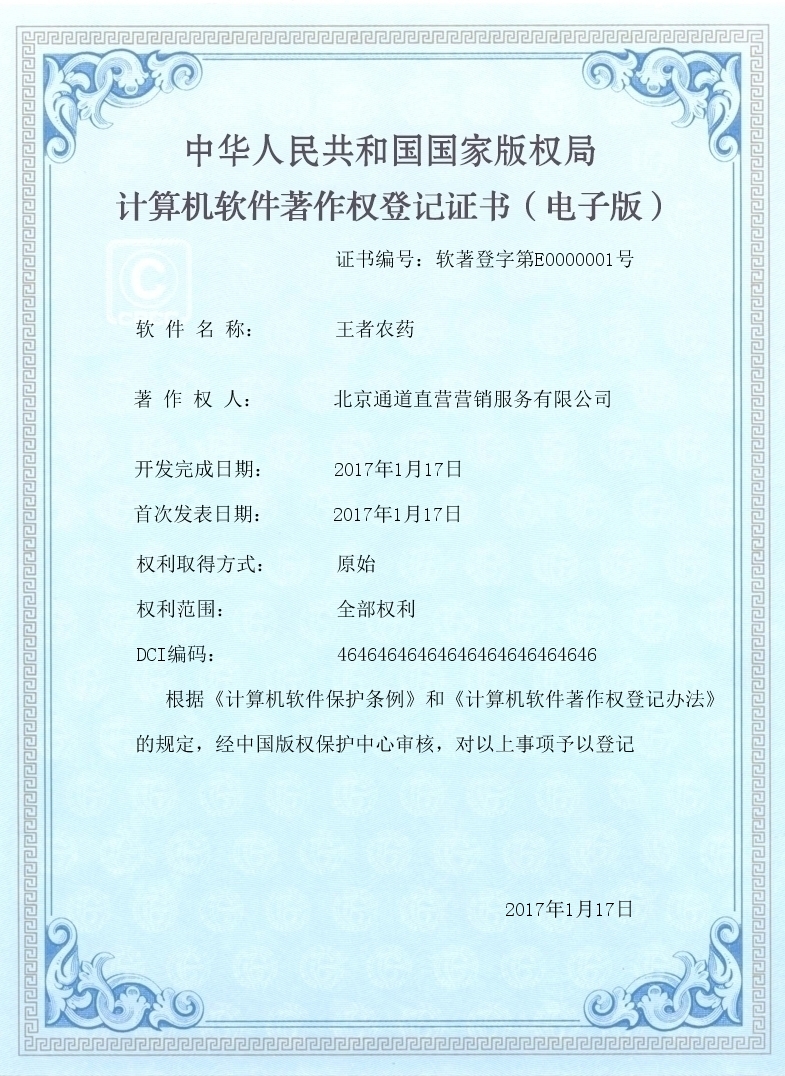 中华人民共和国国家版权局
计算机软件著作权登记证书（电子版）
证书编号：软著登字第E0000001号
软 件 名 称： 王者农药
著 作 权 人： 北京通道直营营销服务有限公司
开发完成日期： 2017年1月17日
首次发表日期： 2017年1月17日
权利取得方式： 原始
权利范围： 全部权利
DCI编码： 46464646464646464646464646
根据《计算机软件保护条例》和《计算机软件著作权登记办法》
的规定，经中国版权保护中心审核，对以上事项予以登记
2017年1月17日